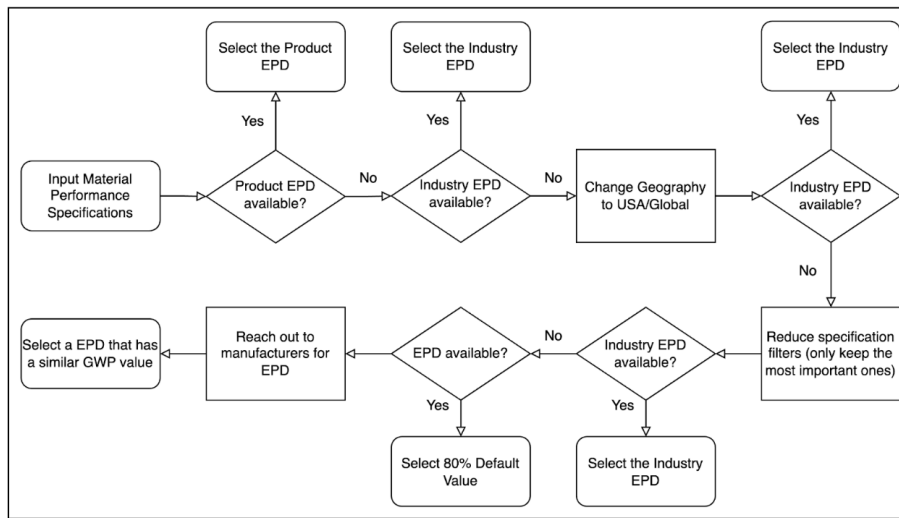 Select the Product
EPD
Select the Industry
EPD
Select the Industry
EPD
Yes
Yes
Yes
Input Material
Performance
Specifications
Product EPD
available?
No
Industry EPD
available?
No
Change Geography
to USA/Global
Industry EPD
available?
No
Select a EPD that has
a similar GWP value
Reach out to
manufacturers for
EPD
EPD available?
No
Industry EPD
available?
Reduce specification
filters (only keep the
most important ones)
Yes
Yes
Select 80% Default
Value
Select the Industry
EPD